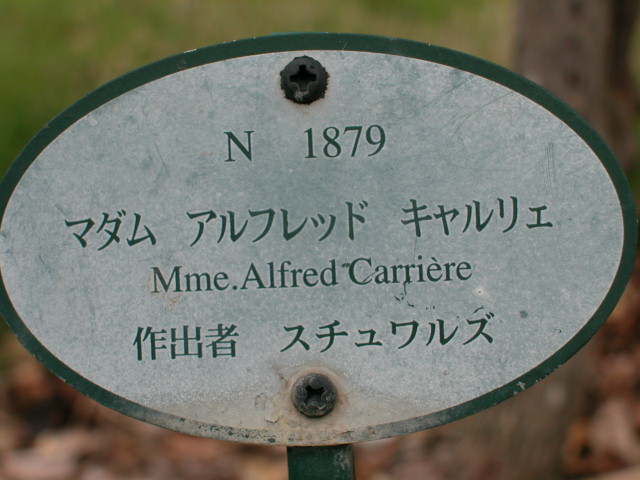 N 1879
マダム アルフレッド キャルリェ
Mme.Alfred Carrière
作出者 スチュワルズ